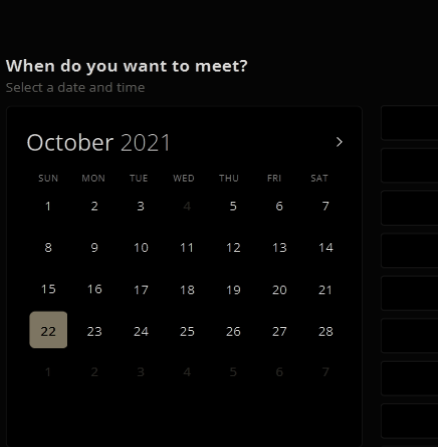 When do you want to meet?
Select a date and time
October 2021 >
SUN MON TUE WED THU FRI SAT
1 2 3 4 5 6 7
8 9 10 11 12 13 14
15 16 17 18 19 20 21
22 23 24 25 26 27 28
1 2 3 4 5 6 7